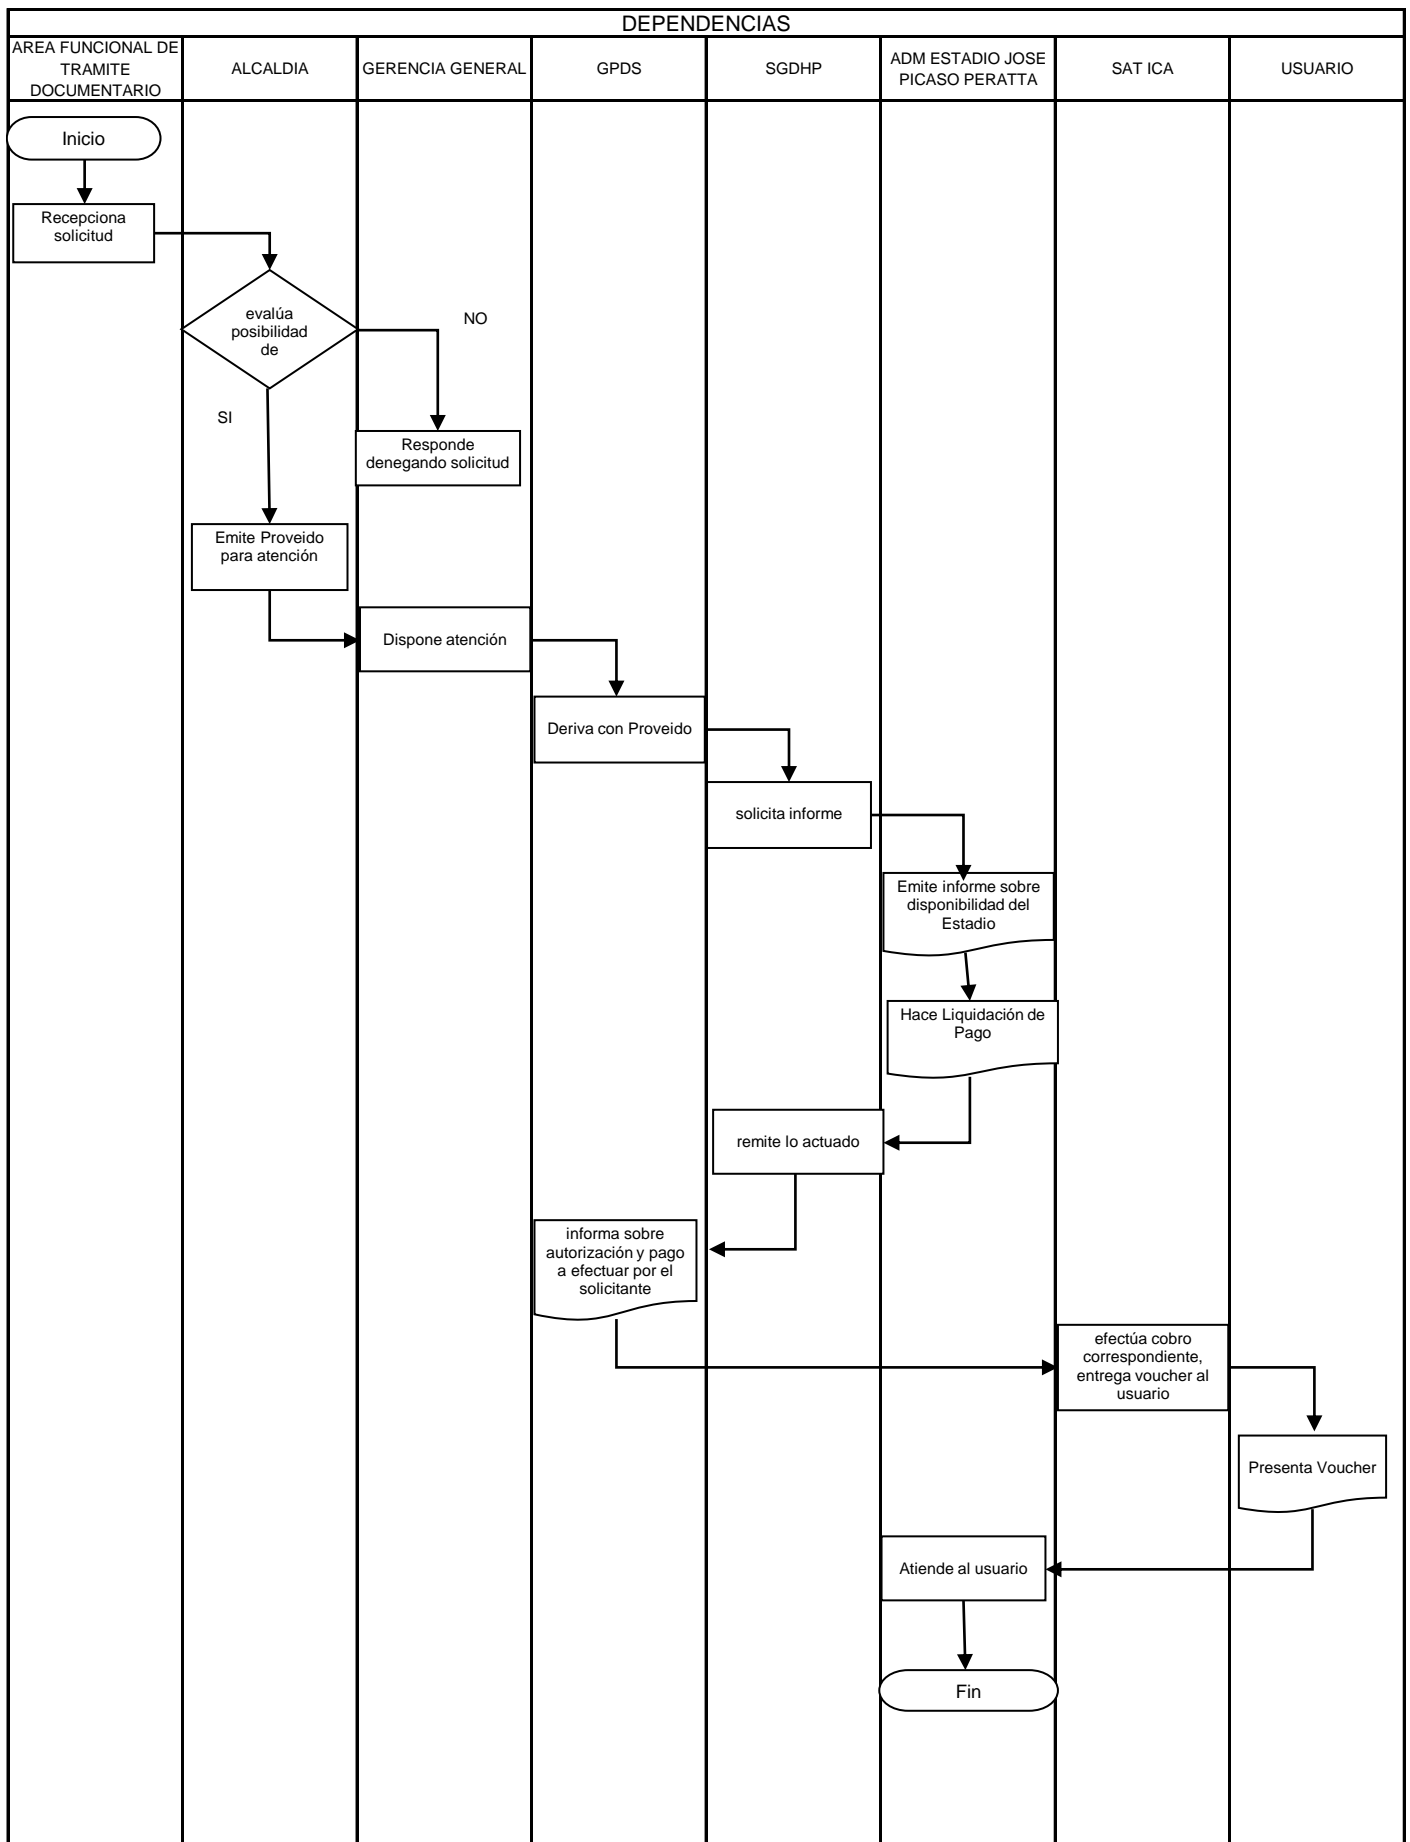 DEPENDENCIAS
AREA FUNCIONAL DE
TRAMITE
DOCUMENTARIO
ALCALDIA
GERENCIA GENERAL
GPDS
SGDHP
ADM ESTADIO JOSE
PICASO PERATTA
SAT ICA
USUARIO
Inicio
Recepciona
solicitud
evalúa
posibilidad
de
NO
SI
Responde
denegando solicitud
Emite Proveido
para atención
Dispone atención
Deriva con Proveido
solicita informe
Emite informe sobre
disponibilidad del
Estadio
Hace Liquidación de
Pago
remite lo actuado
informa sobre
autorización y pago
a efectuar por el
solicitante
efectúa cobro
correspondiente,
entrega voucher al
usuario
Presenta Voucher
Atiende al usuario
Fin